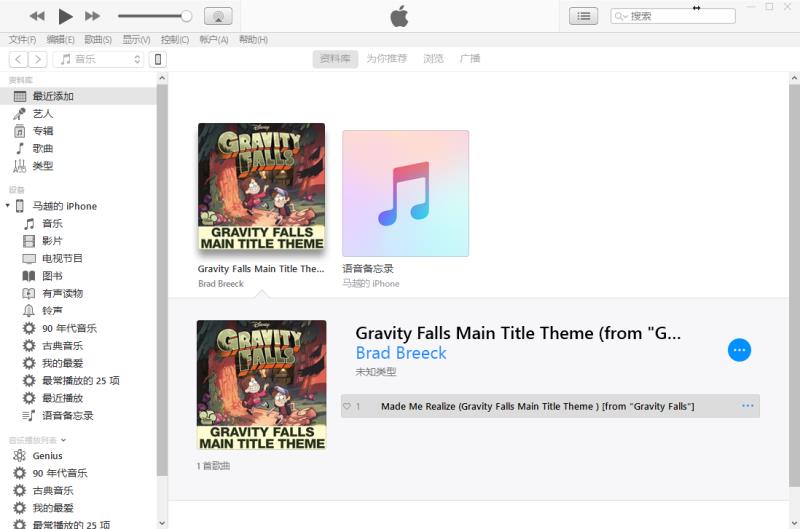 搜索
文件(F) 编辑(E) 歌曲(S) 显示(V) 控制(C) 帐户(A) 帮助(H)
音乐
资料库 为你推荐 浏览 广播
资料库
最近添加
艺人
专辑
歌曲
类型
设备
马越的 iPhone
音乐
影片
电视节目
图书
有声读物
铃声
90 年代音乐
古典音乐
我的最爱
最常播放的 25 项
最近播放
语音备忘录
音乐播放列表
Genius
90 年代音乐
古典音乐
我的最爱
最常播放的 25 项
Disney
GRAVITY
FALLS
GRAVITY FALLS
MAIN TITLE THEME
Gravity Falls Main Title The...
Brad Breeck
语音备忘录
马越的 iPhone
Disney
GRAVITY
FALLS
GRAVITY FALLS
MAIN TITLE THEME
1 首歌曲
Gravity Falls Main Title Theme (from "G...
Brad Breeck
未知类型
1 Made Me Realize (Gravity Falls Main Title Theme ) [from "Gravity Falls"]